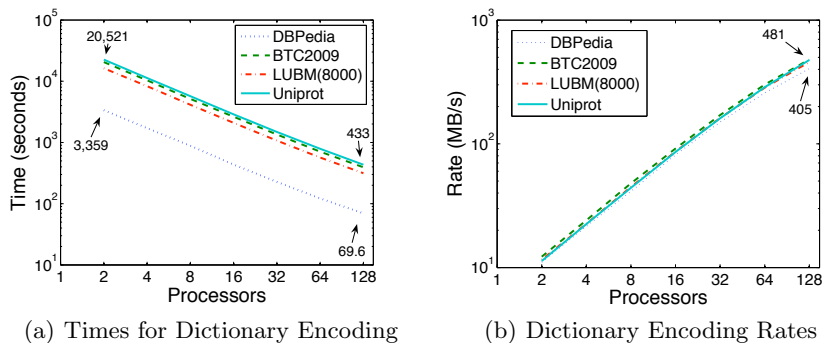 10^5
10^4
10^3
10^2
10^1
Time (seconds)
20,521
3,359
433
69.6
DBPedia
BTC2009
LUBM(8000)
Uniprot
1 2 4 8 16 32 64 128
Processors
(a) Times for Dictionary Encoding
10^3
10^2
10^1
Rate (MB/s)
DBPedia
BTC2009
LUBM(8000)
Uniprot
481
405
1 2 4 8 16 32 64 128
Processors
(b) Dictionary Encoding Rates